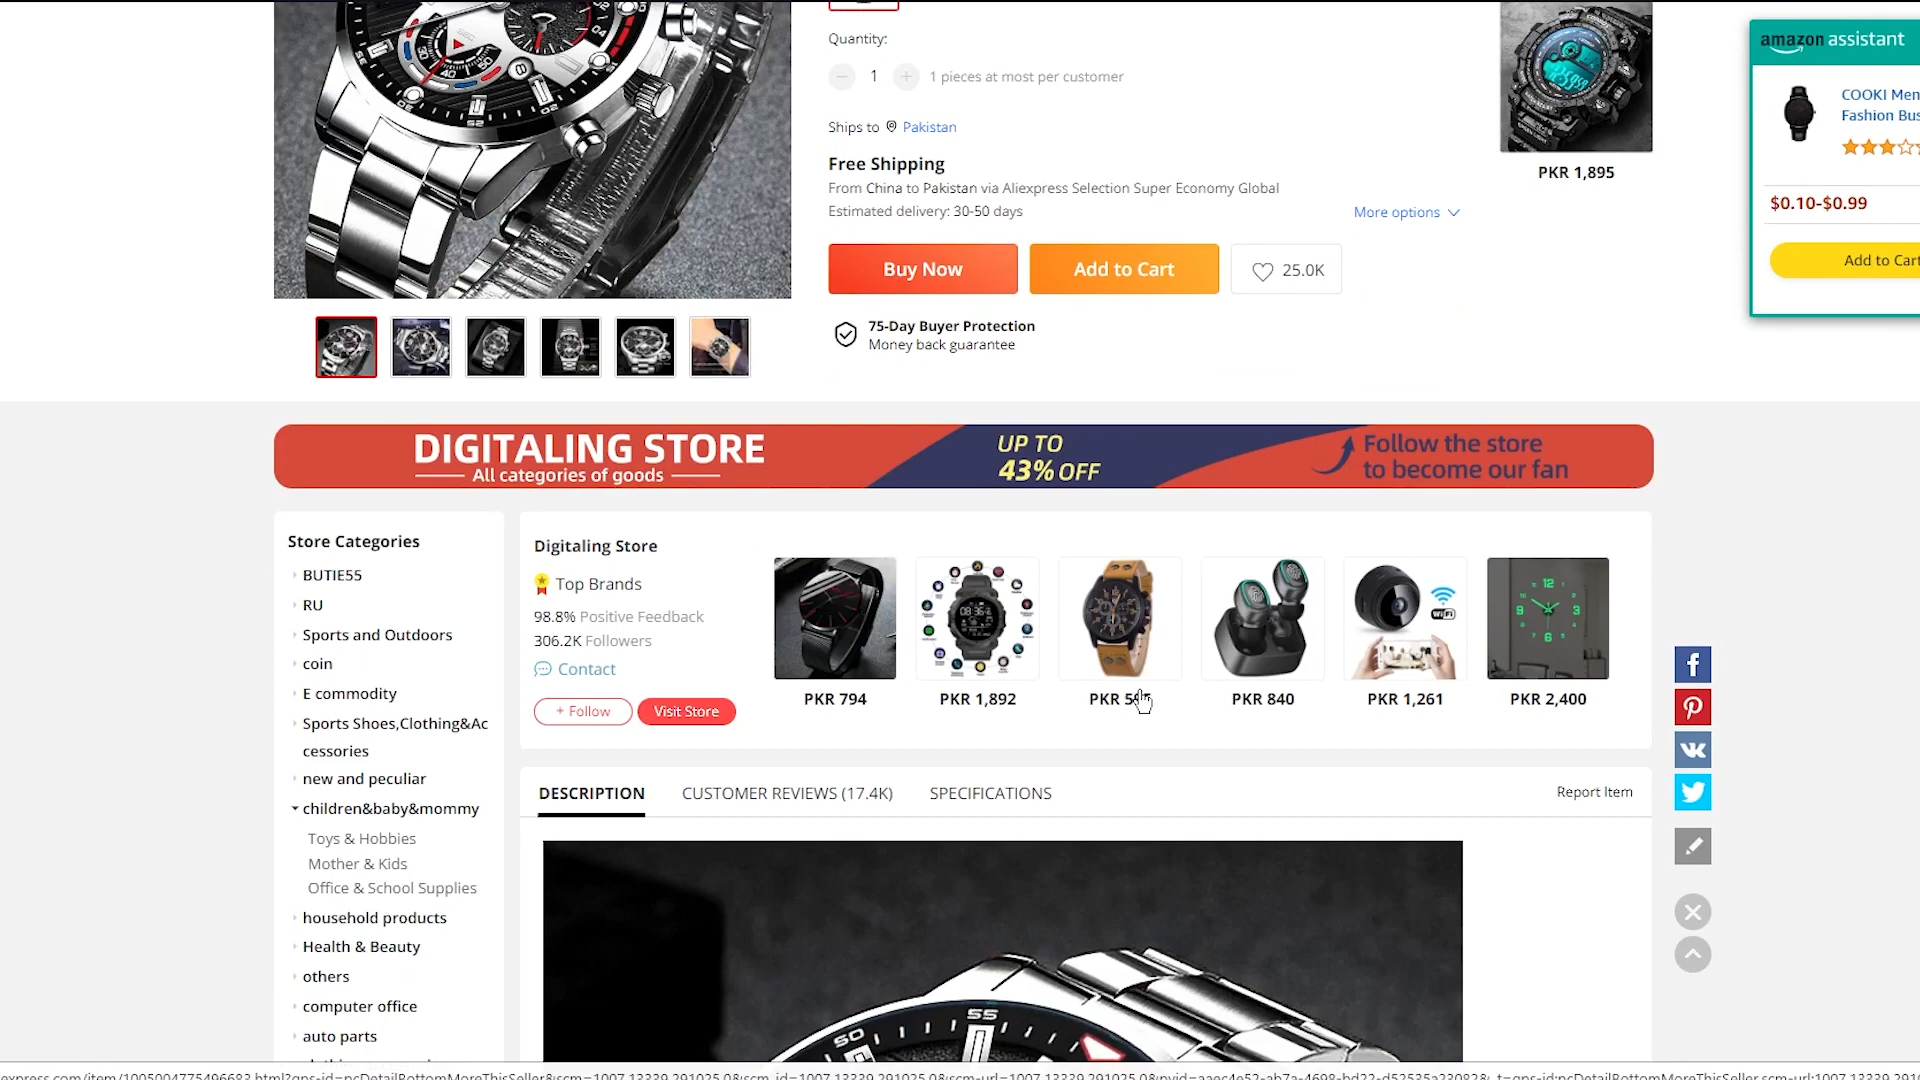 Quantity:
1
1 pieces at most per customer
Ships to Pakistan
Free Shipping
From China to Pakistan via Aliexpress Selection Super Economy Global
Estimated delivery: 30-50 days
More options
Buy Now
Add to Cart
25.0K
75-Day Buyer Protection
Money back guarantee
PKR 1,895
amazon assistant
COOKI Men
Fashion Bus
$0.10-$0.99
Add to Cart
DIGITALING STORE
All categories of goods
UP TO
43% OFF
Follow the store
to become our fan
Store Categories
BUTIE55
RU
Sports and Outdoors
coin
E commodity
Sports Shoes,Clothing&Ac
cessories
new and peculiar
children&baby&mommy
Toys & Hobbies
Mother & Kids
Office & School Supplies
household products
Health & Beauty
others
computer office
auto parts
Digitaling Store
Top Brands
98.8% Positive Feedback
306.2K Followers
Contact
+ Follow
Visit Store
PKR 794
PKR 1,892
PKR
PKR 840
PKR 1,261
PKR 2,400
DESCRIPTION
CUSTOMER REVIEWS (17.4K)
SPECIFICATIONS
Report Item
50
55